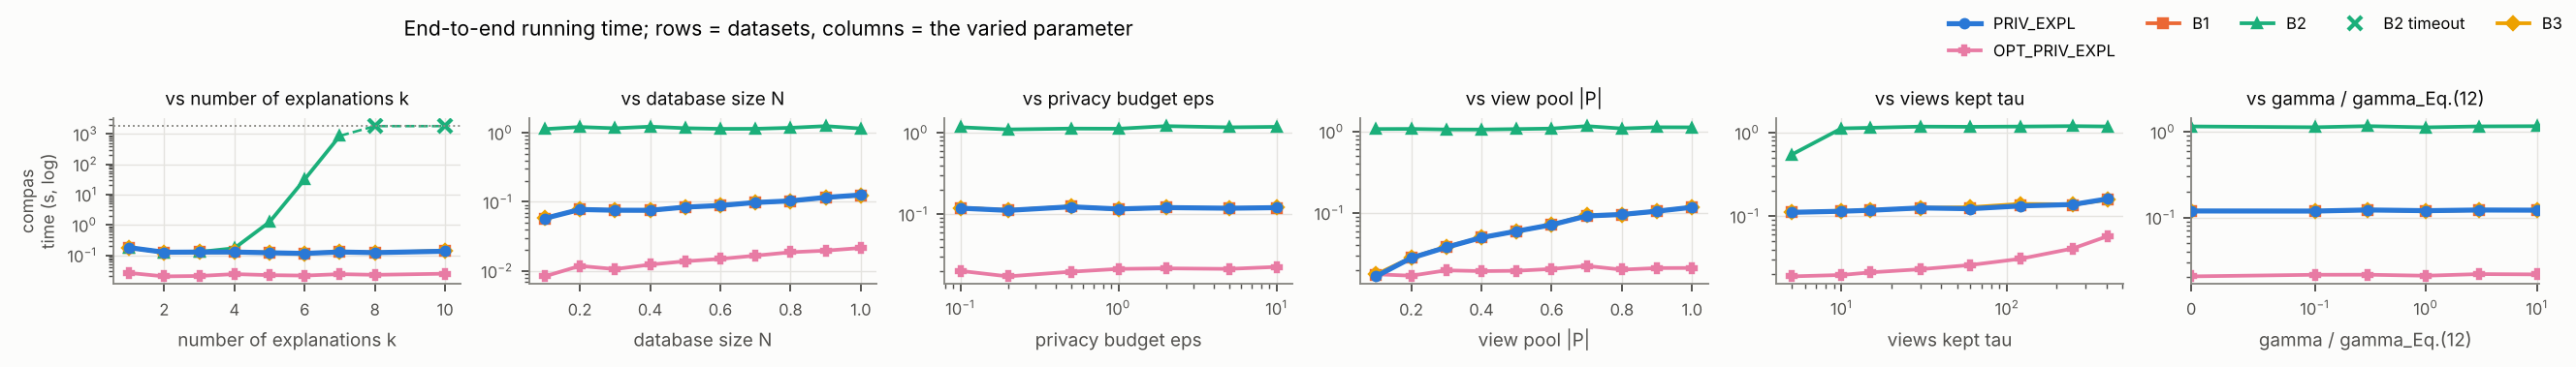 End-to-end running time; rows = datasets, columns = the varied parameter
PRIV_EXPL
B1
B2
B2 timeout
B3
OPT_PRIV_EXPL
vs number of explanations k
10³
10²
10¹
10⁰
10⁻¹
compas
time (s, log)
2 4 6 8 10
number of explanations k
vs database size N
10⁰
10⁻¹
10⁻²
0.2 0.4 0.6 0.8 1.0
database size N
vs privacy budget eps
10⁰
10⁻¹
10⁻¹ 10⁰ 10¹
privacy budget eps
vs view pool |P|
10⁰
10⁻¹
0.2 0.4 0.6 0.8 1.0
view pool |P|
vs views kept tau
10⁰
10⁻¹
10¹ 10²
views kept tau
vs gamma / gamma_Eq.(12)
10⁰
10⁻¹
0 10⁻¹ 10⁰ 10¹
gamma / gamma_Eq.(12)